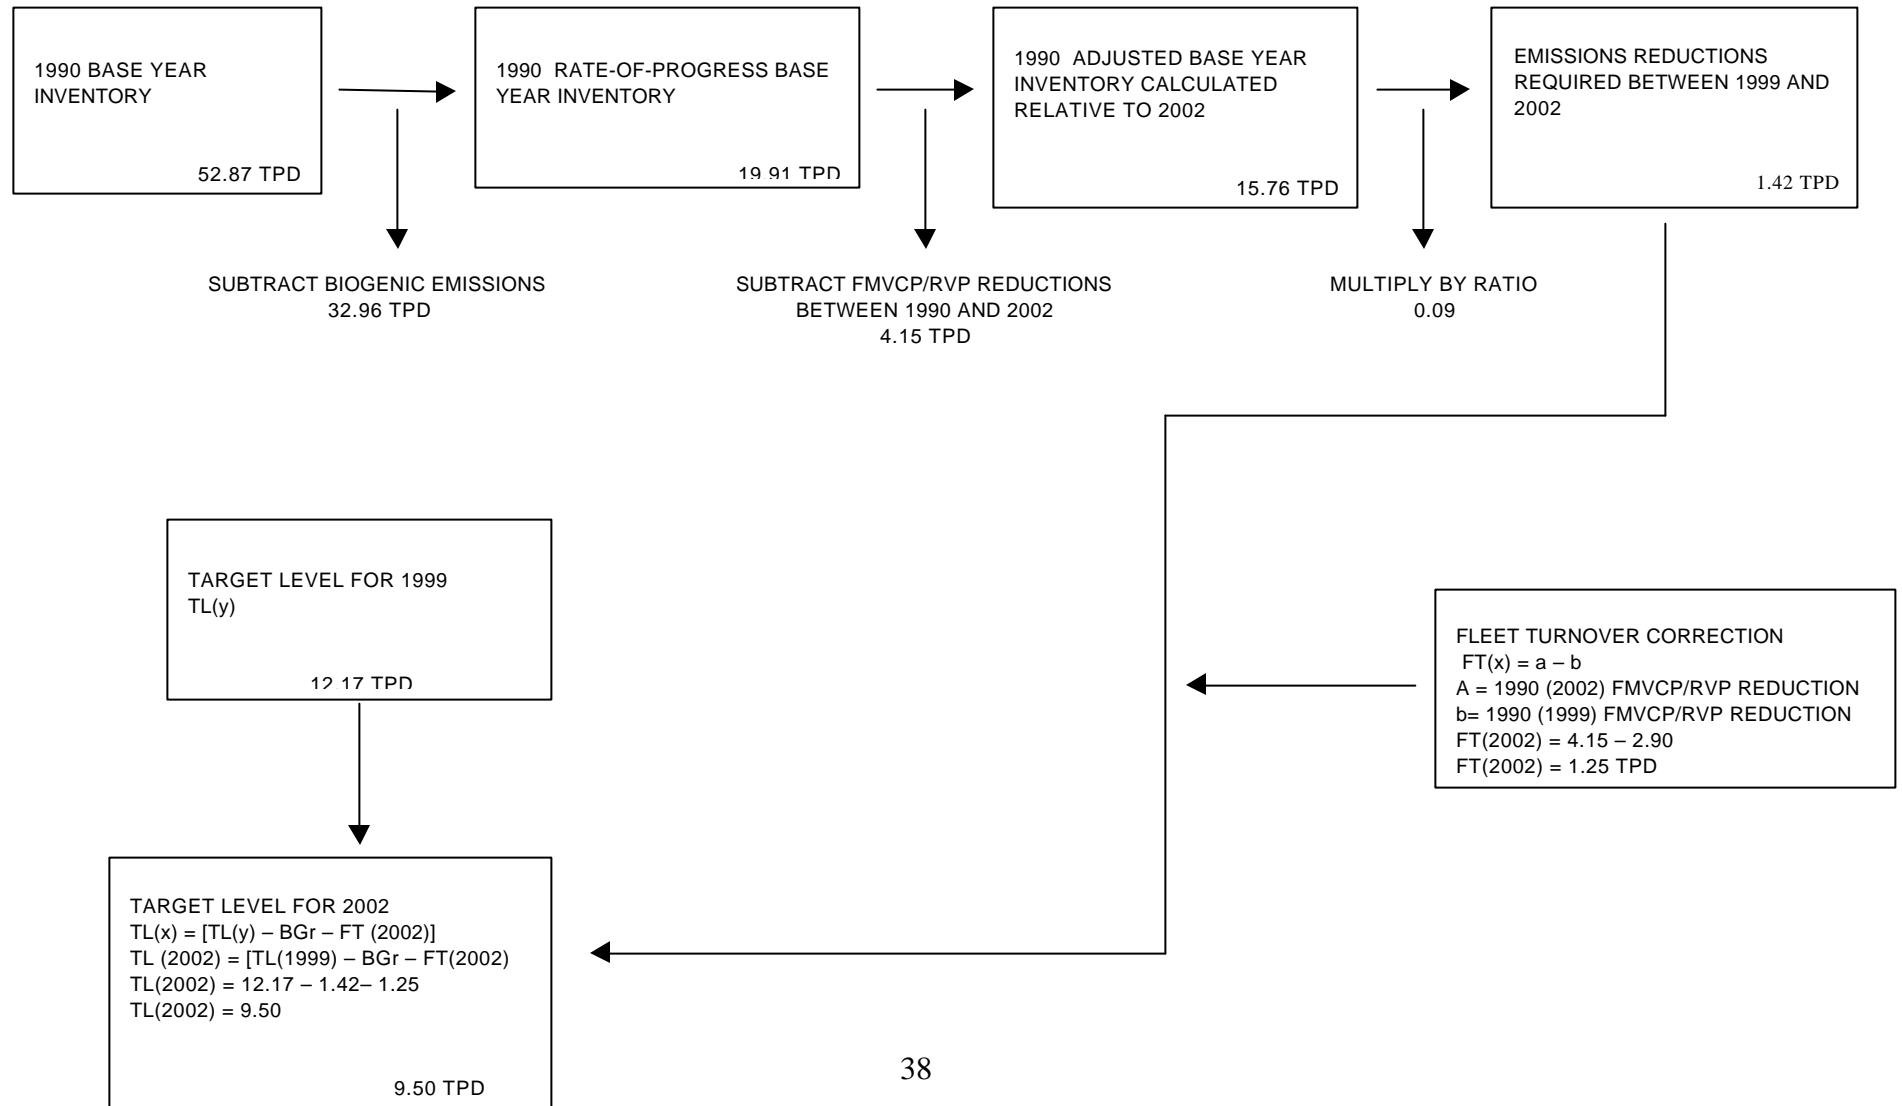 1990 BASE YEAR
INVENTORY
52.87 TPD
1990 RATE-OF-PROGRESS BASE
YEAR INVENTORY
19.91 TPD
1990 ADJUSTED BASE YEAR
INVENTORY CALCULATED
RELATIVE TO 2002
15.76 TPD
EMISSIONS REDUCTIONS
REQUIRED BETWEEN 1999 AND
2002
1.42 TPD
SUBTRACT BIOGENIC EMISSIONS
32.96 TPD
SUBTRACT FMVCP/RVP REDUCTIONS
BETWEEN 1990 AND 2002
4.15 TPD
MULTIPLY BY RATIO
0.09
TARGET LEVEL FOR 1999
TL(y)
12.17 TPD
FLEET TURNOVER CORRECTION
FT(x) = a – b
A = 1990 (2002) FMVCP/RVP REDUCTION
b= 1990 (1999) FMVCP/RVP REDUCTION
FT(2002) = 4.15 – 2.90
FT(2002) = 1.25 TPD
TARGET LEVEL FOR 2002
TL(x) = [TL(y) – BGr – FT (2002)]
TL (2002) = [TL(1999) – BGr – FT(2002)
TL(2002) = 12.17 – 1.42– 1.25
TL(2002) = 9.50
9.50 TPD
38